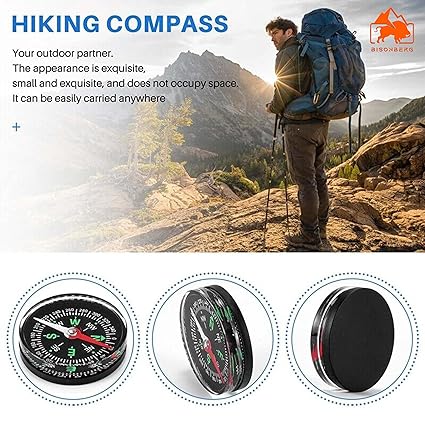 HIKING COMPASS
BISONBERG
Your outdoor partner.
The appearance is exquisite,
small and exquisite, and does not occupy space.
It can be easily carried anywhere
+
W
S